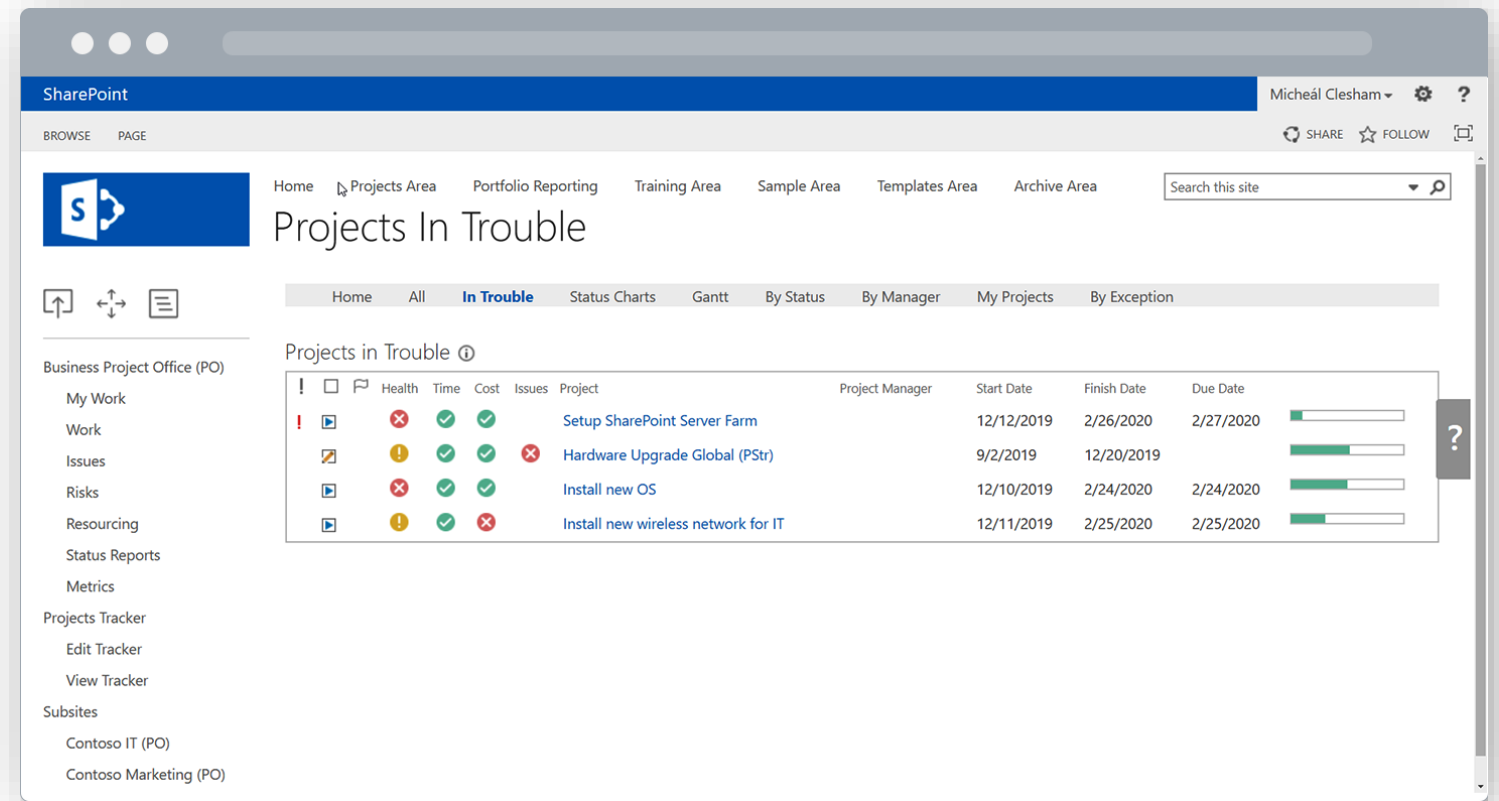 SharePoint
Micheál Clesham
?
BROWSE PAGE
SHARE FOLLOW
S
Home Projects Area Portfolio Reporting Training Area Sample Area Templates Area Archive Area
Search this site
Projects In Trouble
Home All In Trouble Status Charts Gantt By Status By Manager My Projects By Exception
Projects in Trouble
! Health Time Cost Issues Project Project Manager Start Date Finish Date Due Date
! Setup SharePoint Server Farm 12/12/2019 2/26/2020 2/27/2020
Hardware Upgrade Global (PStr) 9/2/2019 12/20/2019
Install new OS 12/10/2019 2/24/2020 2/24/2020
Install new wireless network for IT 12/11/2019 2/25/2020 2/25/2020
?
Business Project Office (PO)
My Work
Work
Issues
Risks
Resourcing
Status Reports
Metrics
Projects Tracker
Edit Tracker
View Tracker
Subsites
Contoso IT (PO)
Contoso Marketing (PO)